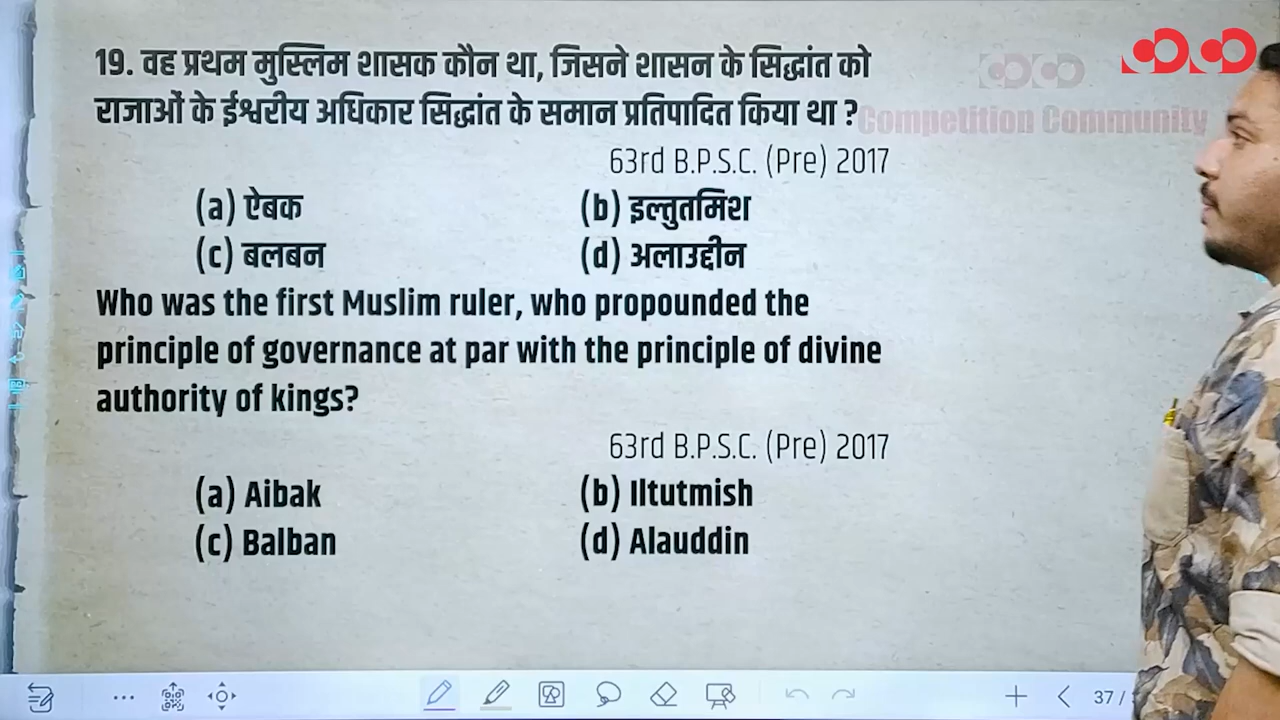 19. वह प्रथम मुस्लिम शासक कौन था, जिसने शासन के सिद्धांत को
राजाओं के ईश्वरीय अधिकार सिद्धांत के समान प्रतिपादित किया था ?
Competition Community
63rd B.P.S.C. (Pre) 2017
(a) ऐबक (b) इल्तुतमिश
(c) बलबन (d) अलाउद्दीन
Who was the first Muslim ruler, who propounded the
principle of governance at par with the principle of divine
authority of kings?
63rd B.P.S.C. (Pre) 2017
(a) Aibak (b) Iltutmish
(c) Balban (d) Alauddin
37/